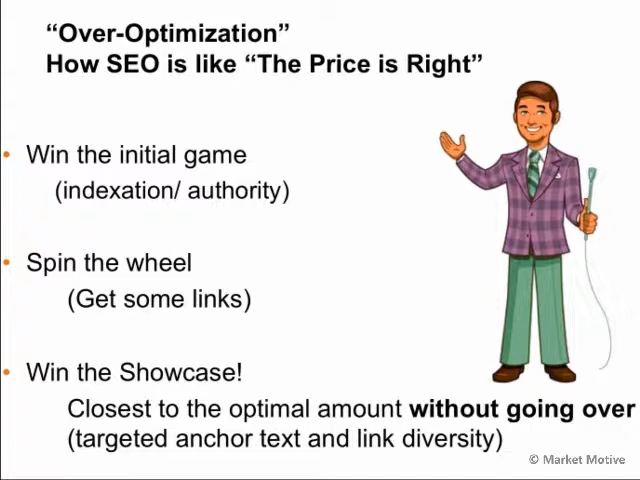 “Over-Optimization”
How SEO is like “The Price is Right”
• Win the initial game
(indexation/ authority)
• Spin the wheel
(Get some links)
• Win the Showcase!
Closest to the optimal amount without going over
(targeted anchor text and link diversity)
© Market Motive